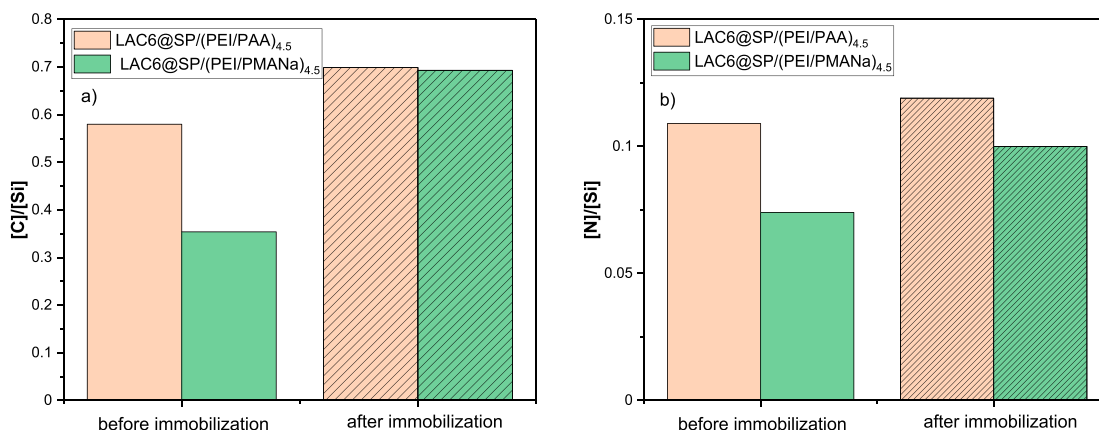 0.8
0.7
0.6
0.5
0.4
0.3
0.2
0.1
0
[C]/[Si]
LAC6@SP/(PEI/PAA)4.5
LAC6@SP/(PEI/PMANa)4.5
a)
before immobilization
after immobilization
0.15
0.1
0.05
0
[N]/[Si]
LAC6@SP/(PEI/PAA)4.5
LAC6@SP/(PEI/PMANa)4.5
b)
before immobilization
after immobilization